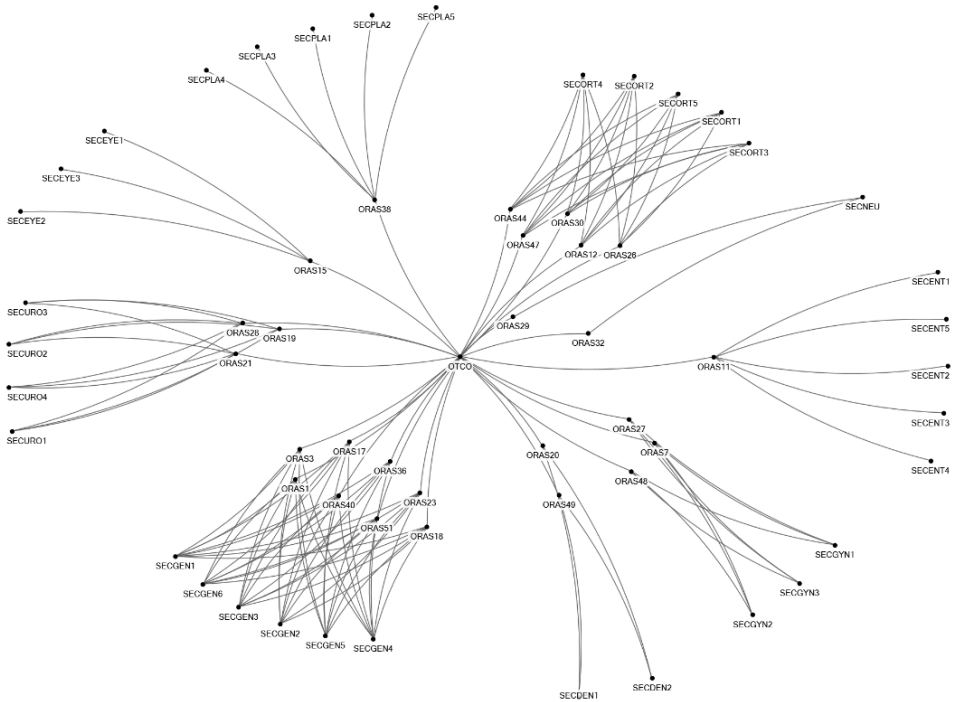 SECPLA5
SECPLA2
SECPLA1
SECPLA3
SECPLA4
SECORT4
SECORT2
SECORT5
SECORT1
SECORT3
SECEYE1
SECEYE3
SECEYE2
ORAS38
SECNEU
ORAS44
ORAS30
ORAS47
ORAS12
ORAS26
ORAS15
SECENT1
SECURO3
ORAS29
SECENT5
ORAS28
ORAS19
ORAS32
SECURO2
ORAS21
OTCO
ORAS11
SECENT2
SECURO4
SECENT3
ORAS27
SECURO1
ORAS17
ORAS3
ORAS20
ORAS7
ORAS36
SECENT4
ORAS48
ORAS1
ORAS40
ORAS23
ORAS49
ORAS51
ORAS18
SECGYN1
SECGEN1
SECGEN6
SECGYN3
SECGEN3
SECGYN2
SECGEN2
SECGEN5
SECGEN4
SECDEN2
SECDEN1